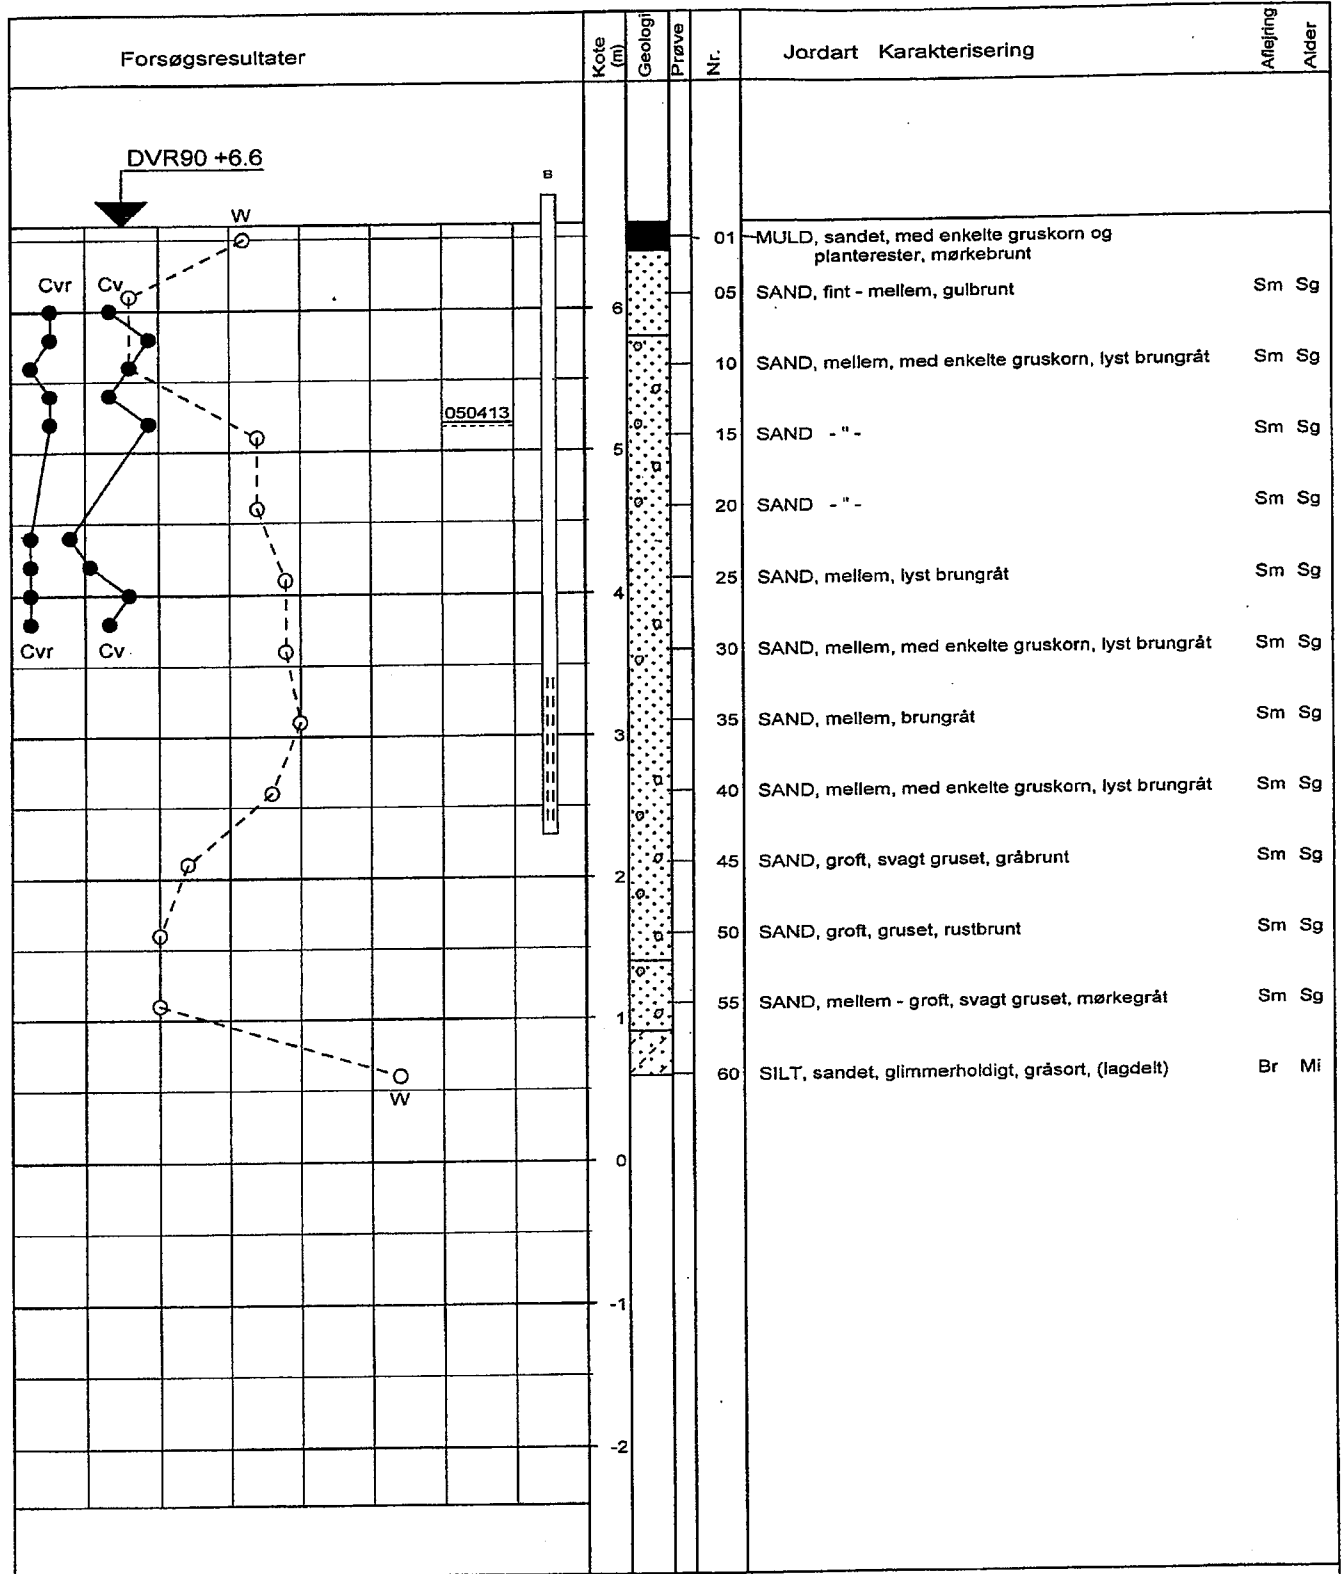 Forsøgsresultater
Kote (m)
Geologi
Prøve
Nr.
Jordart Karakterisering
Aflejring
Alder
DVR90 +6.6
B
W
Cvr
Cv
050413
Cvr
Cv
W
6
5
4
3
2
1
0
-1
-2
01 MULD, sandet, med enkelte gruskorn og
planterester, mørkebrunt
05 SAND, fint - mellem, gulbrunt Sm Sg
10 SAND, mellem, med enkelte gruskorn, lyst brungråt Sm Sg
15 SAND - " - Sm Sg
20 SAND - " - Sm Sg
25 SAND, mellem, lyst brungråt Sm Sg
30 SAND, mellem, med enkelte gruskorn, lyst brungråt Sm Sg
35 SAND, mellem, brungråt Sm Sg
40 SAND, mellem, med enkelte gruskorn, lyst brungråt Sm Sg
45 SAND, groft, svagt gruset, gråbrunt Sm Sg
50 SAND, groft, gruset, rustbrunt Sm Sg
55 SAND, mellem - groft, svagt gruset, mørkegråt Sm Sg
60 SILT, sandet, glimmerholdigt, gråsort, (lagdelt) Br Mi